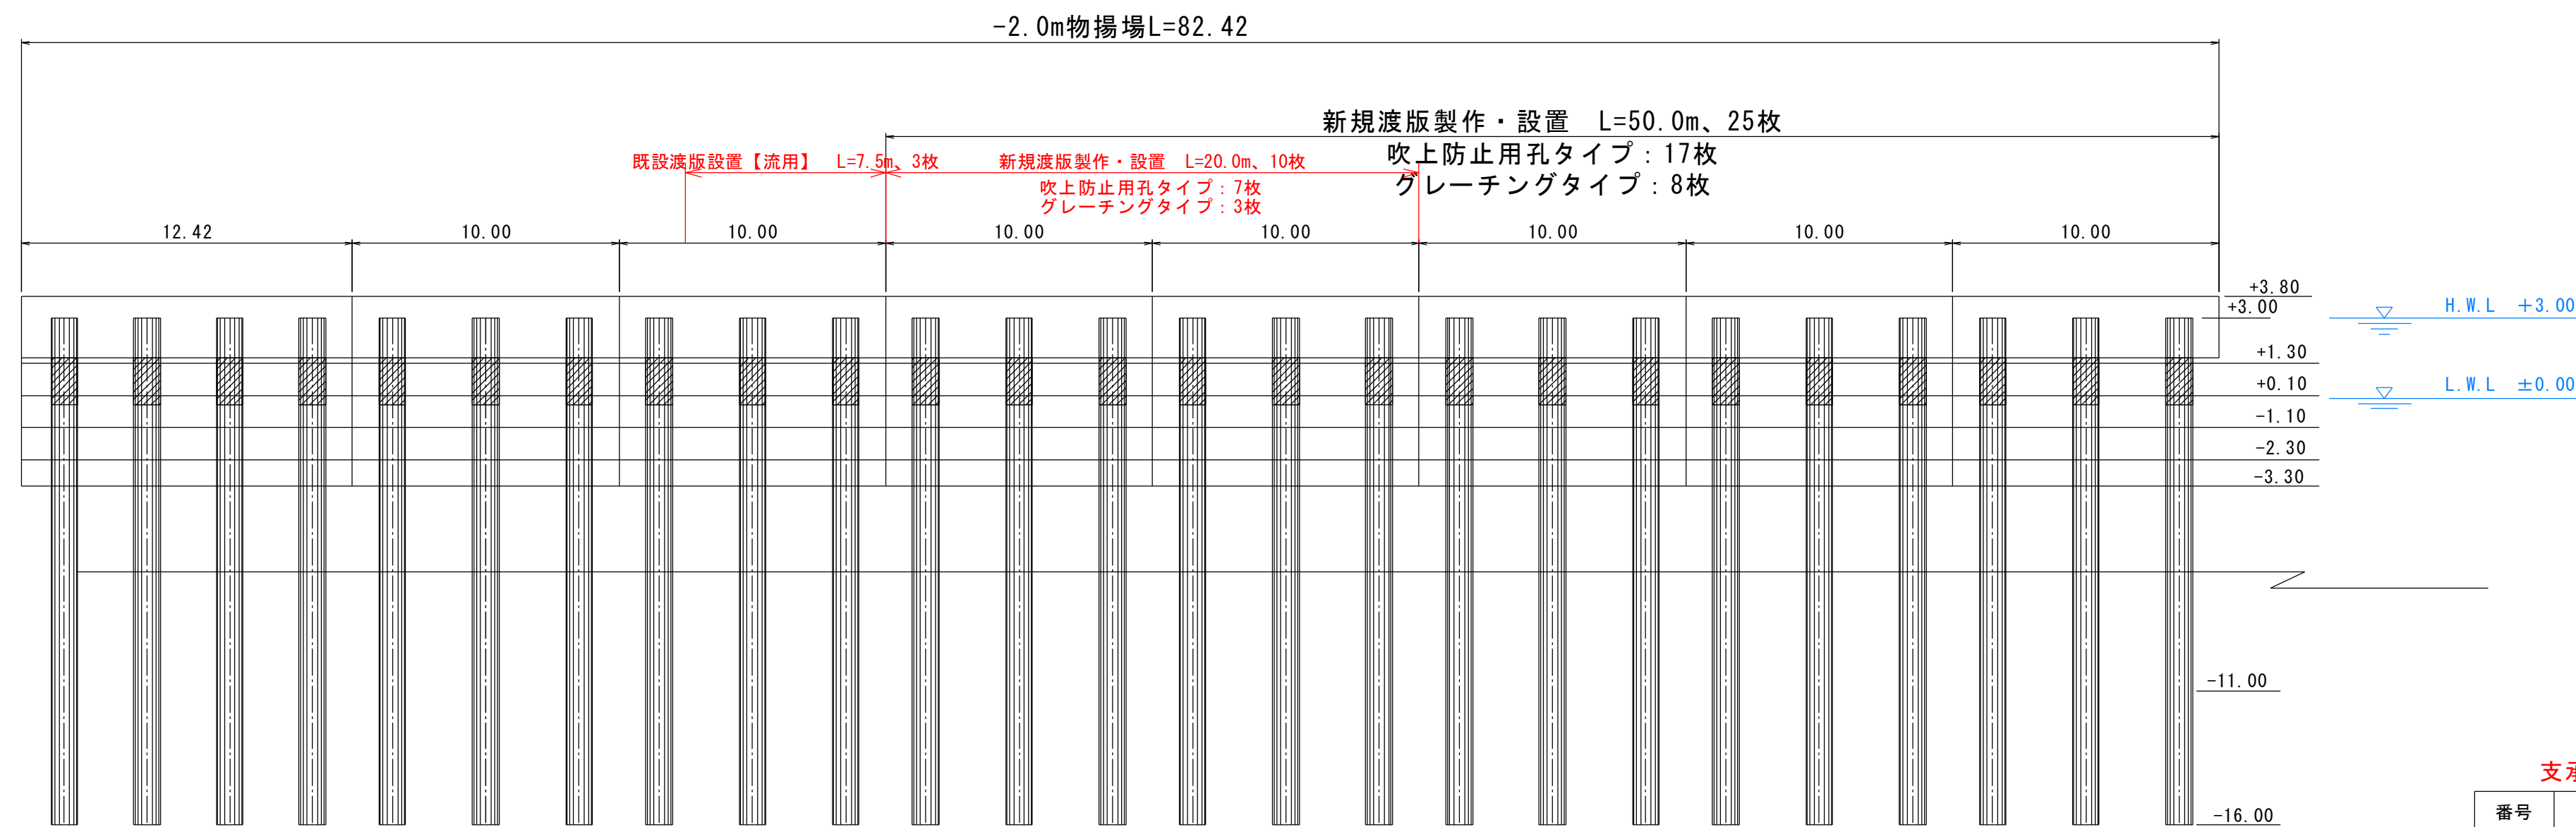 -2.0m物揚場L=82.42
新規渡版製作・設置　L=50.0m、25枚
吹上防止用孔タイプ：17枚
グレーチングタイプ：8枚
既設渡版設置【流用】　L=7.5m、3枚
新規渡版製作・設置　L=20.0m、10枚
吹上防止用孔タイプ：7枚
グレーチングタイプ：3枚
12.42
10.00
10.00
10.00
10.00
10.00
10.00
10.00
+3.80
+3.00
H.W.L　+3.00
+1.30
+0.10
L.W.L　±0.00
-1.10
-2.30
-3.30
-11.00
-16.00
支承
番号